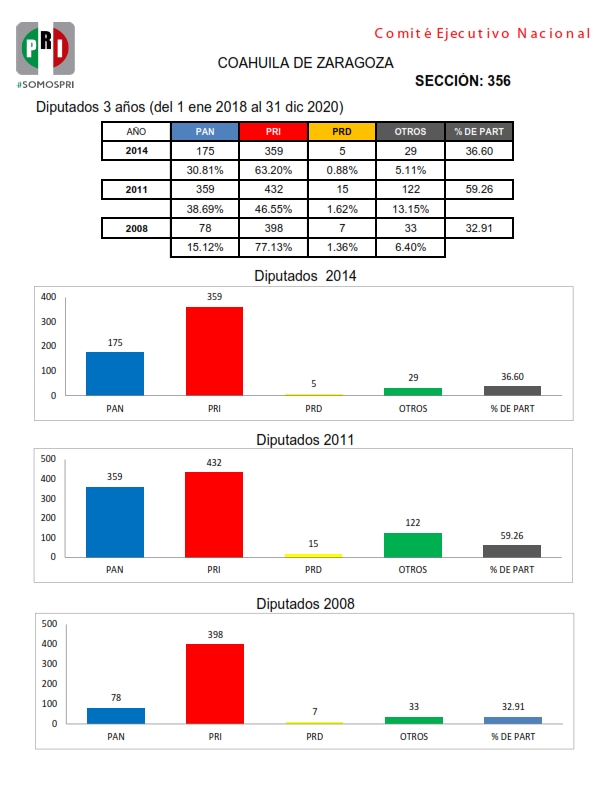 PRI
#SOMOSPRI
Comité Ejecutivo Nacional
COAHUILA DE ZARAGOZA
SECCIÓN: 356
Diputados 3 años (del 1 ene 2018 al 31 dic 2020)
AÑO PAN PRI PRD OTROS % DE PART
2014 175 359 5 29 36.60
30.81% 63.20% 0.88% 5.11%
2011 359 432 15 122 59.26
38.69% 46.55% 1.62% 13.15%
2008 78 398 7 33 32.91
15.12% 77.13% 1.36% 6.40%
Diputados 2014
400
300
200
100
0
175 359 5 29 36.60
PAN PRI PRD OTROS % DE PART
Diputados 2011
500
400
300
200
100
0
359 432 15 122 59.26
PAN PRI PRD OTROS % DE PART
Diputados 2008
500
400
300
200
100
0
78 398 7 33 32.91
PAN PRI PRD OTROS % DE PART